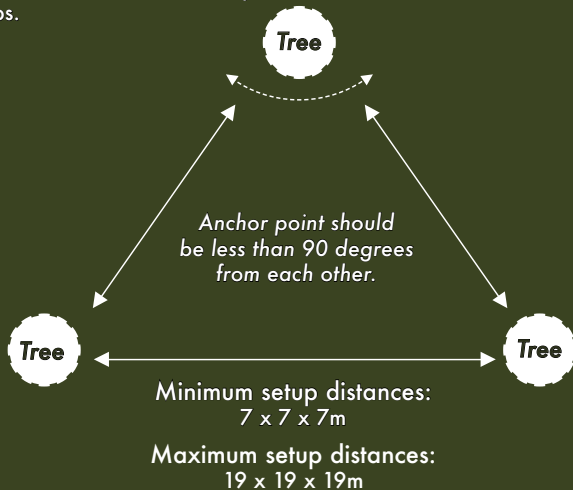 os.
Tree
Anchor point should
be less than 90 degrees
from each other.
Tree
Tree
Minimum setup distances:
7 x 7 x 7m
Maximum setup distances:
19 x 19 x 19m